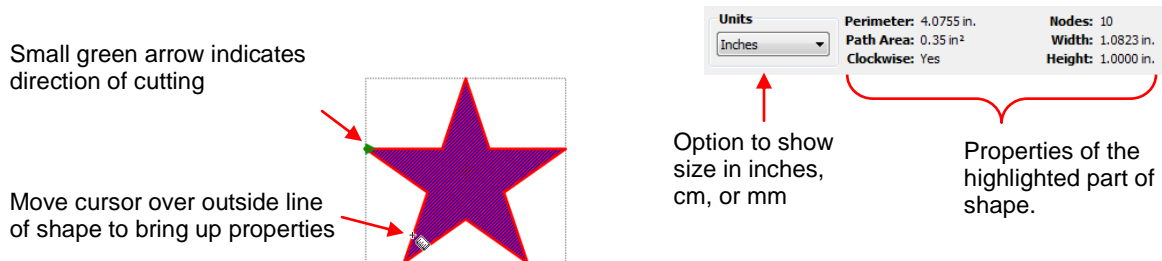 Small green arrow indicates
direction of cutting
Move cursor over outside line
of shape to bring up properties
Units
Inches
Perimeter: 4.0755 in.
Path Area: 0.35 in²
Clockwise: Yes
Nodes: 10
Width: 1.0823 in.
Height: 1.0000 in.
Option to show
size in inches,
cm, or mm
Properties of the
highlighted part of
shape.